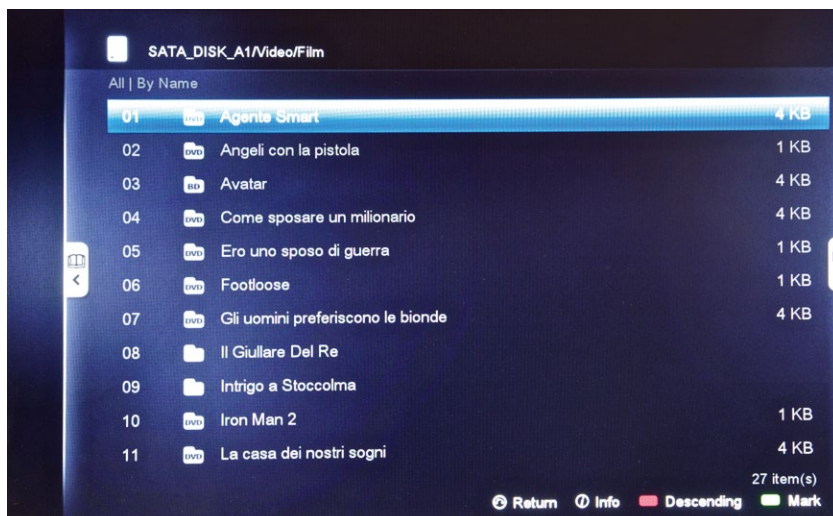 SATA_DISK_A1/Video/Film
All | By Name
01 DVD Agente Smart 4 KB
02 DVD Angeli con la pistola 1 KB
03 BD Avatar 4 KB
04 DVD Come sposare un milionario 4 KB
05 DVD Ero uno sposo di guerra 1 KB
06 DVD Footloose 1 KB
07 DVD Gli uomini preferiscono le bionde 4 KB
08 Il Giullare Del Re
09 Intrigo a Stoccolma
10 DVD Iron Man 2 1 KB
11 DVD La casa dei nostri sogni 4 KB
27 item(s)
Return Info Descending Mark